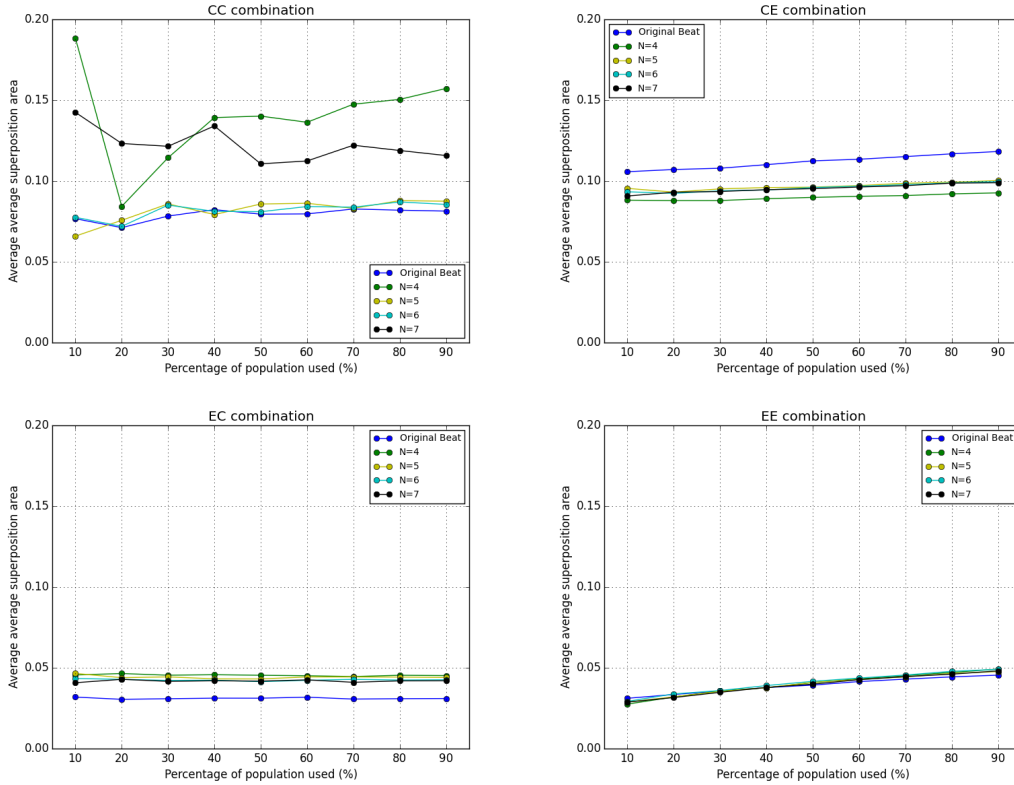 CC combination
Average average superposition area
0.20
0.15
0.10
0.05
0.00
Original Beat
N=4
N=5
N=6
N=7
10 20 30 40 50 60 70 80 90
Percentage of population used (%)
CE combination
Average average superposition area
0.20
0.15
0.10
0.05
0.00
Original Beat
N=4
N=5
N=6
N=7
10 20 30 40 50 60 70 80 90
Percentage of population used (%)
EC combination
Average average superposition area
0.20
0.15
0.10
0.05
0.00
Original Beat
N=4
N=5
N=6
N=7
10 20 30 40 50 60 70 80 90
Percentage of population used (%)
EE combination
Average average superposition area
0.20
0.15
0.10
0.05
0.00
Original Beat
N=4
N=5
N=6
N=7
10 20 30 40 50 60 70 80 90
Percentage of population used (%)